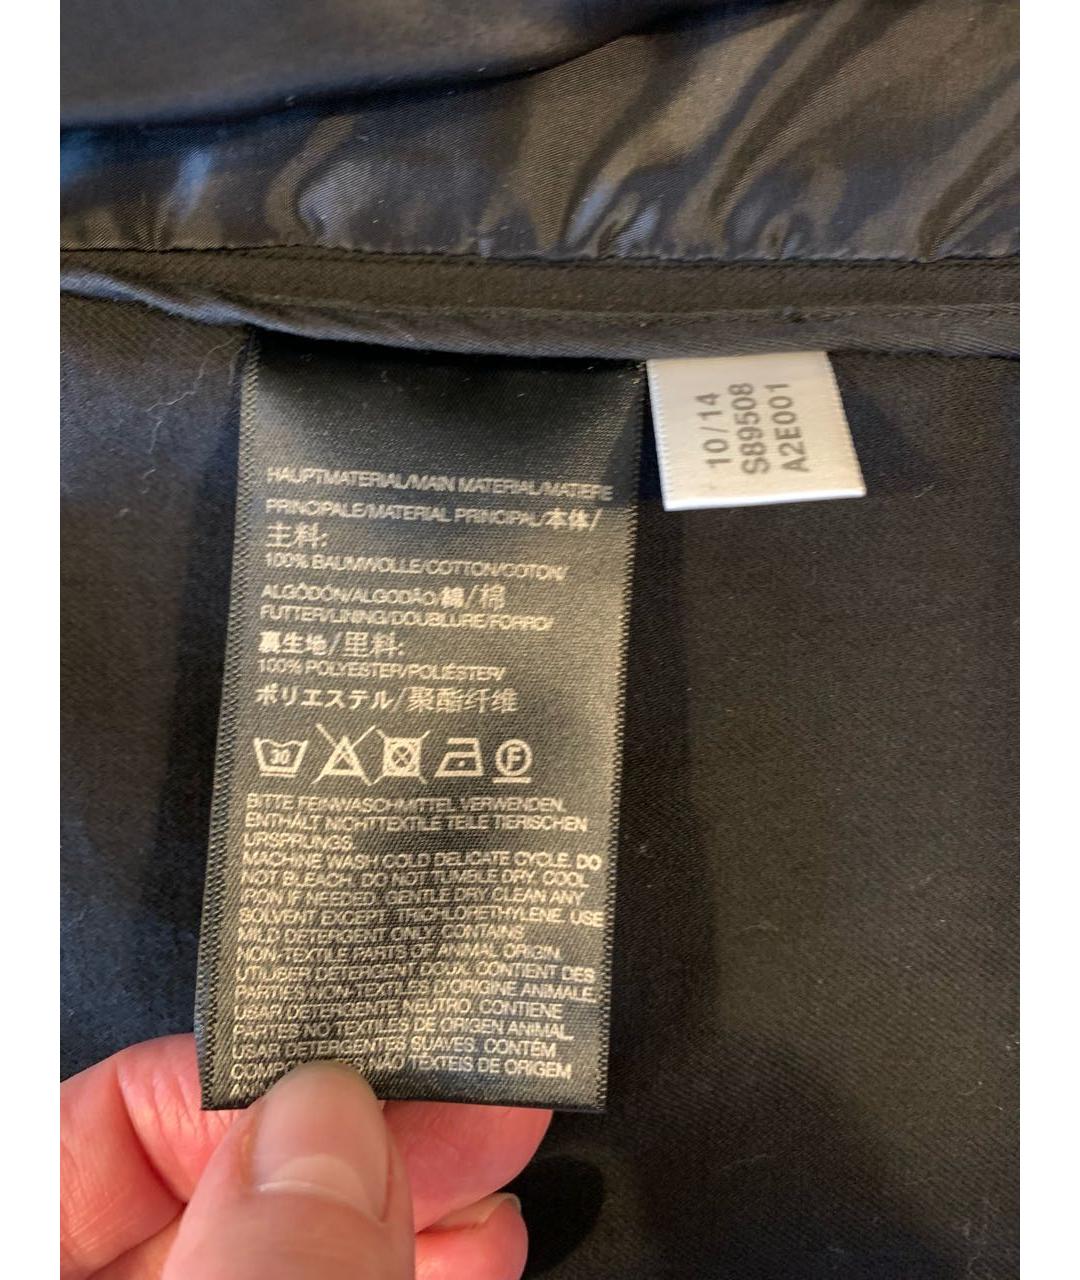 HAUPTMATERIAL/MAIN MATERIAL/MATIERE
PRINCIPALE/MATERIAL PRINCIPAL/本体/
主料:
100% BAUMWOLLE/COTTON/COTON/
ALGODÓN/ALGODÃO/綿/棉
FUTTER/LINING/DOUBLURE/FORRO/
裏生地/里料:
100% POLYESTER/POLIÉSTER/
ポリエステル/聚酯纤维
30 A F
BITTE FEINWASCHMITTEL VERWENDEN.
ENTHÄLT NICHTTEXTILE TEILE TIERISCHEN
URSPRUNGS.
MACHINE WASH COLD DELICATE CYCLE. DO
NOT BLEACH. DO NOT TUMBLE DRY. COOL
IRON IF NEEDED. GENTLE DRY CLEAN ANY
SOLVENT EXCEPT TRICHLORETHYLENE. USE
MILD DETERGENT ONLY. CONTAINS
NON-TEXTILE PARTS OF ANIMAL ORIGIN.
UTILISER DETERGENT DOUX. CONTIENT DES
PARTIES NON-TEXTILES D'ORIGINE ANIMALE.
USAR DETERGENTE NEUTRO. CONTIENE
PARTES NO TEXTILES DE ORIGEN ANIMAL.
USAR DETERGENTES SUAVES. CONTÉM
NÃO TÊXTEIS DE ORIGEM
10/14
S89508
A2E001